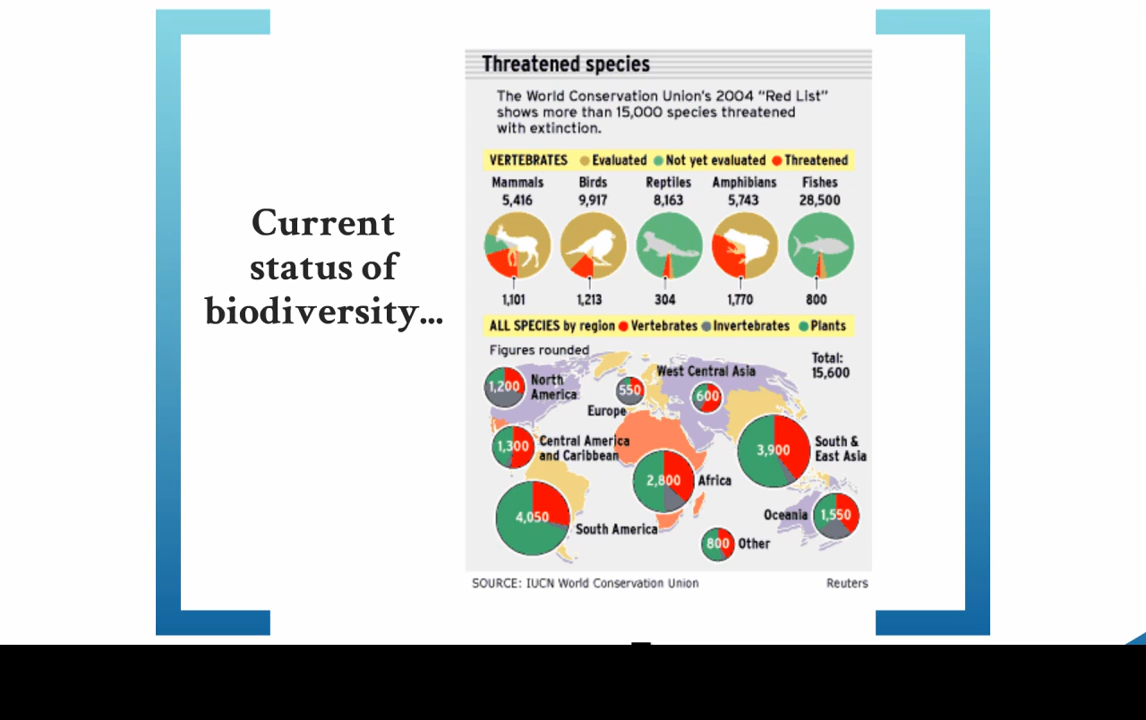 Current
status of
biodiversity...
Threatened species
The World Conservation Union's 2004 "Red List"
shows more than 15,000 species threatened
with extinction.
VERTEBRATES Evaluated Not yet evaluated Threatened
Mammals Birds Reptiles Amphibians Fishes
5,416 9,917 8,163 5,743 28,500
1,101 1,213 304 1,770 800
ALL SPECIES by region Vertebrates Invertebrates Plants
Figures rounded
Total:
15,600
West Central Asia
1,200 North
America
550
Europe
600
1,300 Central America
and Caribbean
3,900 South &
East Asia
2,800 Africa
4,050
South America
Oceania 1,550
800 Other
SOURCE: IUCN World Conservation Union Reuters